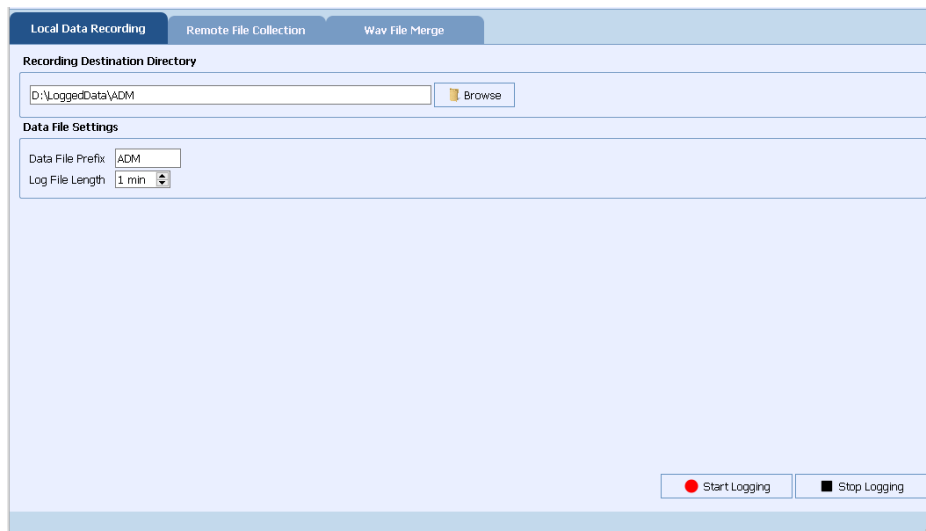 Local Data Recording Remote File Collection Wav File Merge
Recording Destination Directory
D:\LoggedData\ADM Browse
Data File Settings
Data File Prefix ADM
Log File Length 1 min
Start Logging Stop Logging